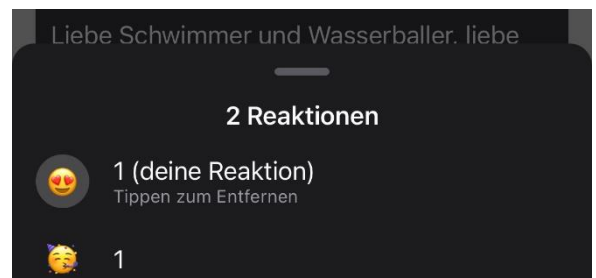 Liebe Schwimmer und Wasserballer, liebe
2 Reaktionen
1 (deine Reaktion)
Tippen zum Entfernen
1